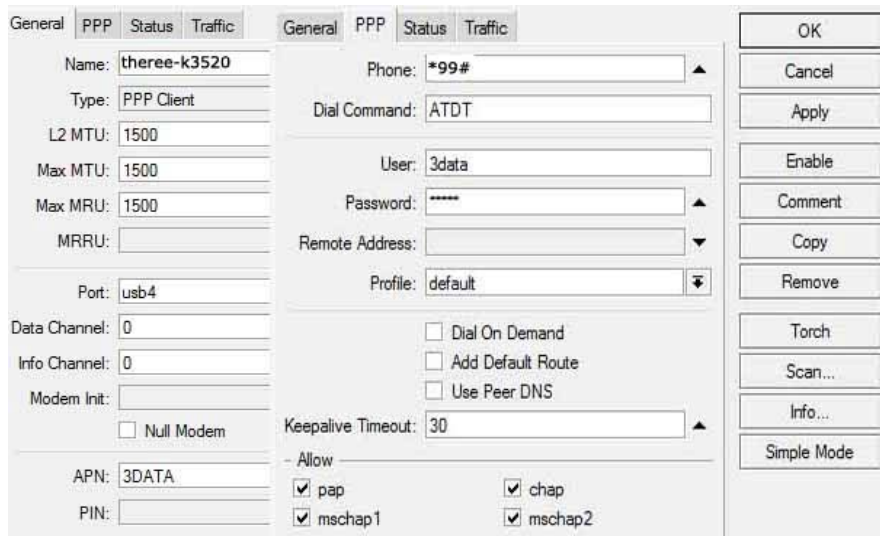 General PPP Status Traffic
Name: theree-k3520
Type: PPP Client
L2 MTU: 1500
Max MTU: 1500
Max MRU: 1500
MRRU:
Port: usb4
Data Channel: 0
Info Channel: 0
Modem Init:
Null Modem
APN: 3DATA
PIN:
General PPP Status Traffic
Phone: *99#
Dial Command: ATDT
User: 3data
Password: *****
Remote Address:
Profile: default
Dial On Demand
Add Default Route
Use Peer DNS
Keepalive Timeout: 30
Allow
pap chap
mschap1 mschap2
OK
Cancel
Apply
Enable
Comment
Copy
Remove
Torch
Scan...
Info...
Simple Mode